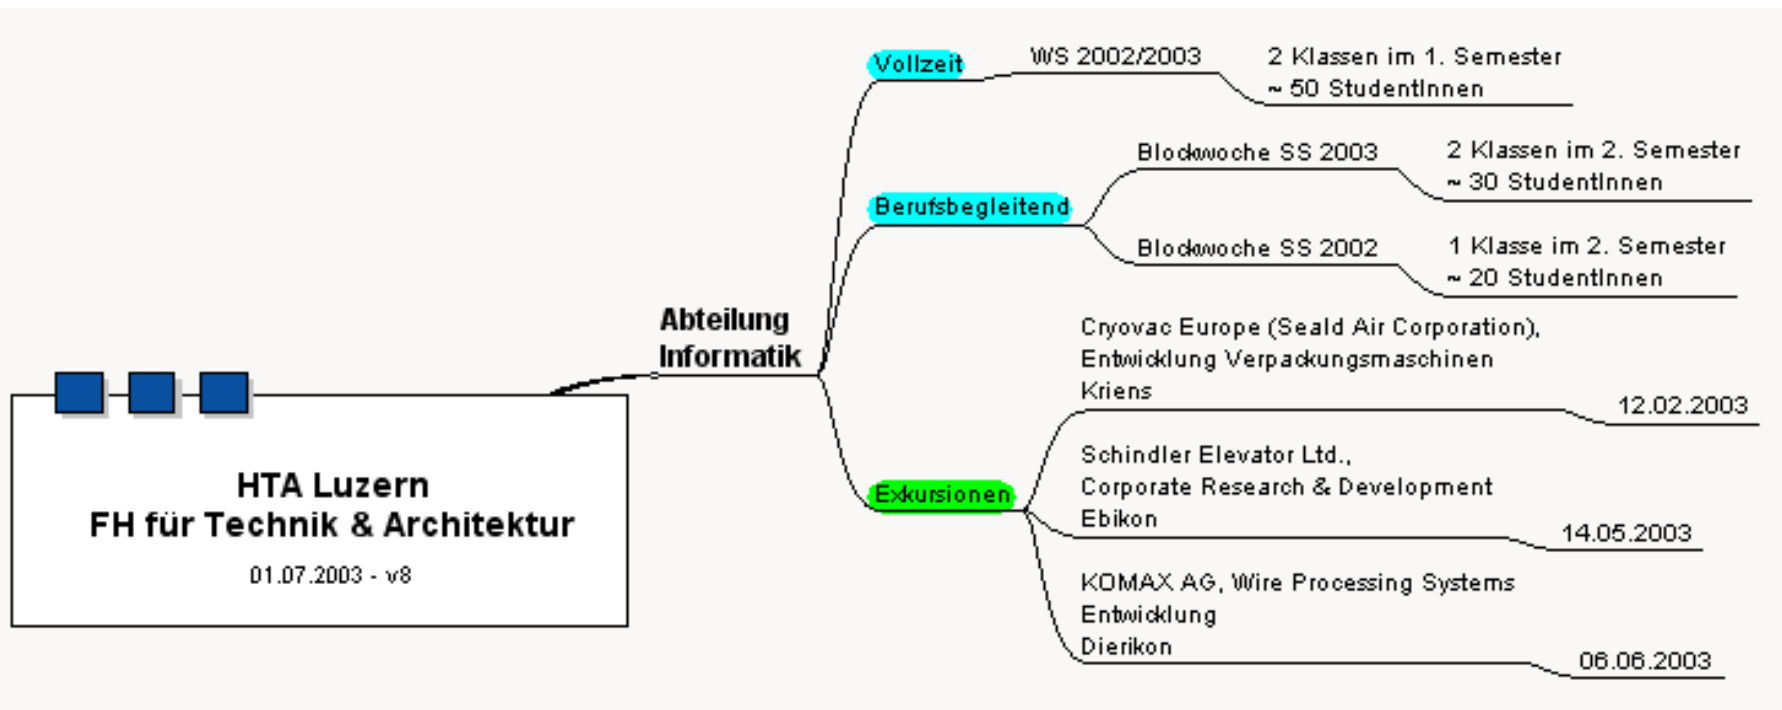 HTA Luzern
FH für Technik & Architektur
01.07.2003 - v8
Abteilung
Informatik
Vollzeit
WS 2002/2003
2 Klassen im 1. Semester
~ 50 StudentInnen
Berufsbegleitend
Blockwoche SS 2003
2 Klassen im 2. Semester
~ 30 StudentInnen
Blockwoche SS 2002
1 Klasse im 2. Semester
~ 20 StudentInnen
Exkursionen
Cryovac Europe (Seald Air Corporation),
Entwicklung Verpackungsmaschinen
Kriens
12.02.2003
Schindler Elevator Ltd.,
Corporate Research & Development
Ebikon
14.05.2003
KOMAX AG, Wire Processing Systems
Entwicklung
Dierikon
06.06.2003